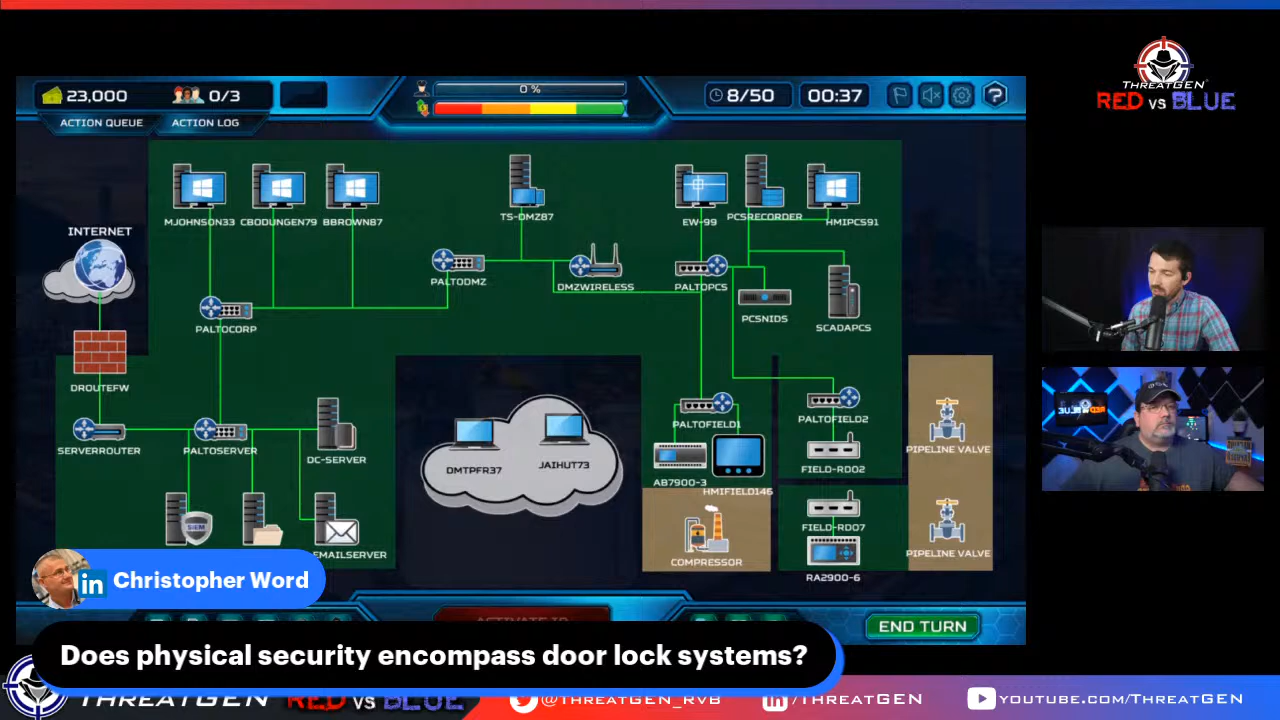 THREATGEN
RED vs BLUE
23,000
0/3
0 %
8/50
00:37
?
ACTION QUEUE
ACTION LOG
MJOHNSON33
CBODUNGEN79
BBROWN87
TS-DMZ87
EW-99
PCSRECORDER
HMIPCS91
INTERNET
PALTODMZ
DMZWIRELESS
PALTOPCS
PALTOCORP
PCSNIDS
SCADAPCS
DROUTEFW
PALTOFIELD1
PALTOFIELD2
SERVERROUTER
PALTOSERVER
DC-SERVER
DMTPFR37
JAIHUT73
PIPELINE VALVE
AB7900-3
HMIFIELD146
FIELD-RD02
SIEM
EMAILSERVER
FIELD-RD07
PIPELINE VALVE
COMPRESSOR
RA2900-6
in Christopher Word
END TURN
Does physical security encompass door lock systems?
THREATGEN RED vs BLUE
@THREATGEN_RVB
in/THREATGEN
YOUTUBE.COM/THREATGEN